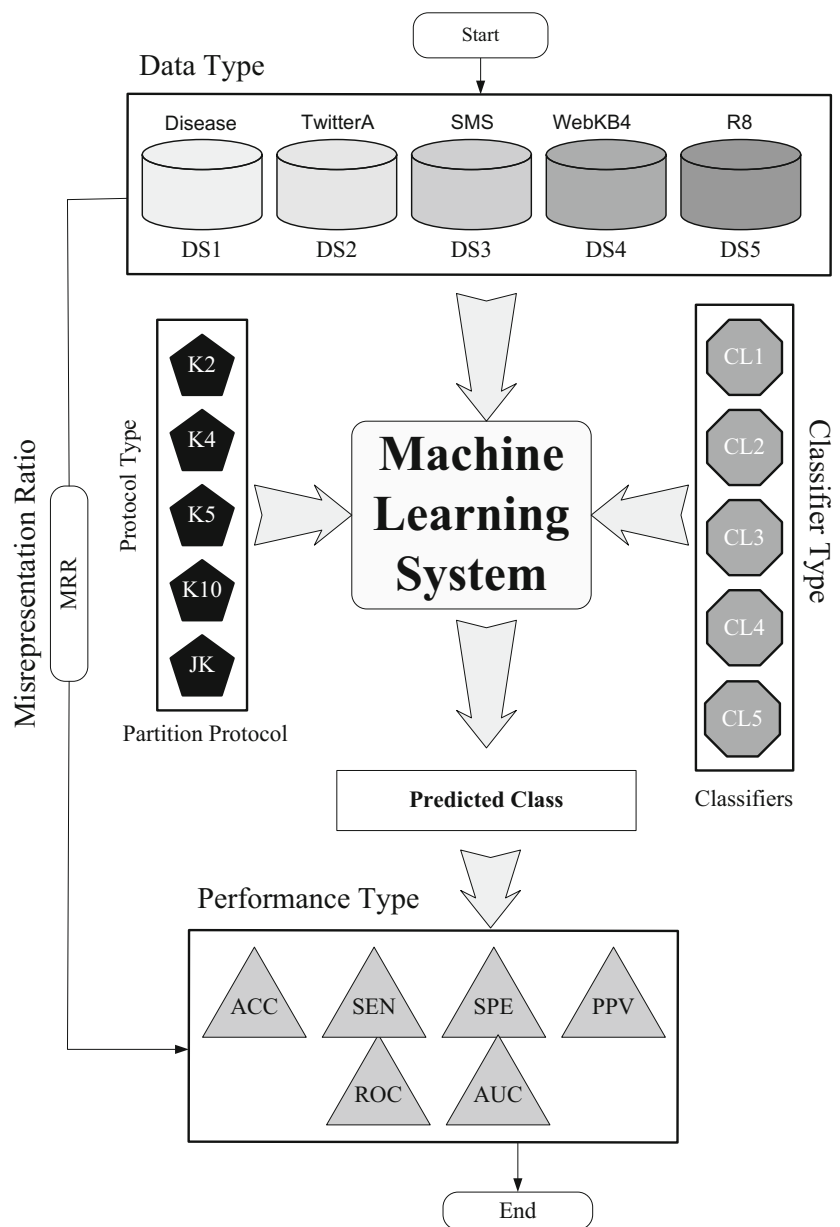 Start
Data Type
Disease
TwitterA
SMS
WebKB4
R8
DS1
DS2
DS3
DS4
DS5
Misrepresentation Ratio
MRR
Protocol Type
K2
K4
K5
K10
JK
Partition Protocol
Machine
Learning
System
CL1
CL2
CL3
CL4
CL5
Classifier Type
Classifiers
Predicted Class
Performance Type
ACC
SEN
SPE
PPV
ROC
AUC
End